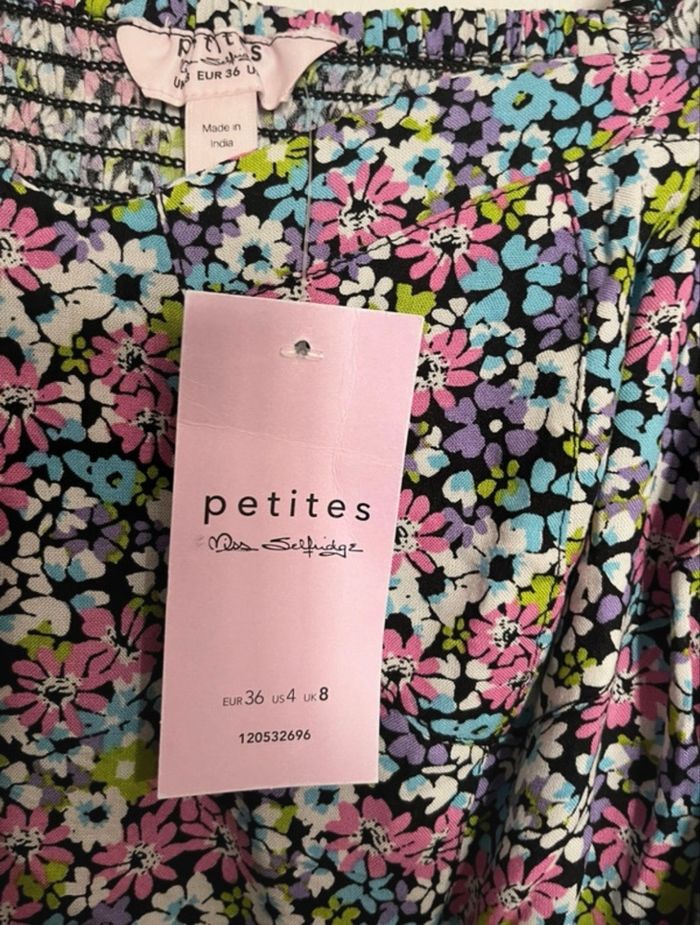 petites
EUR 36
Made in
India
petites
Miss Selfridge
EUR 36 US 4 UK 8
120532696